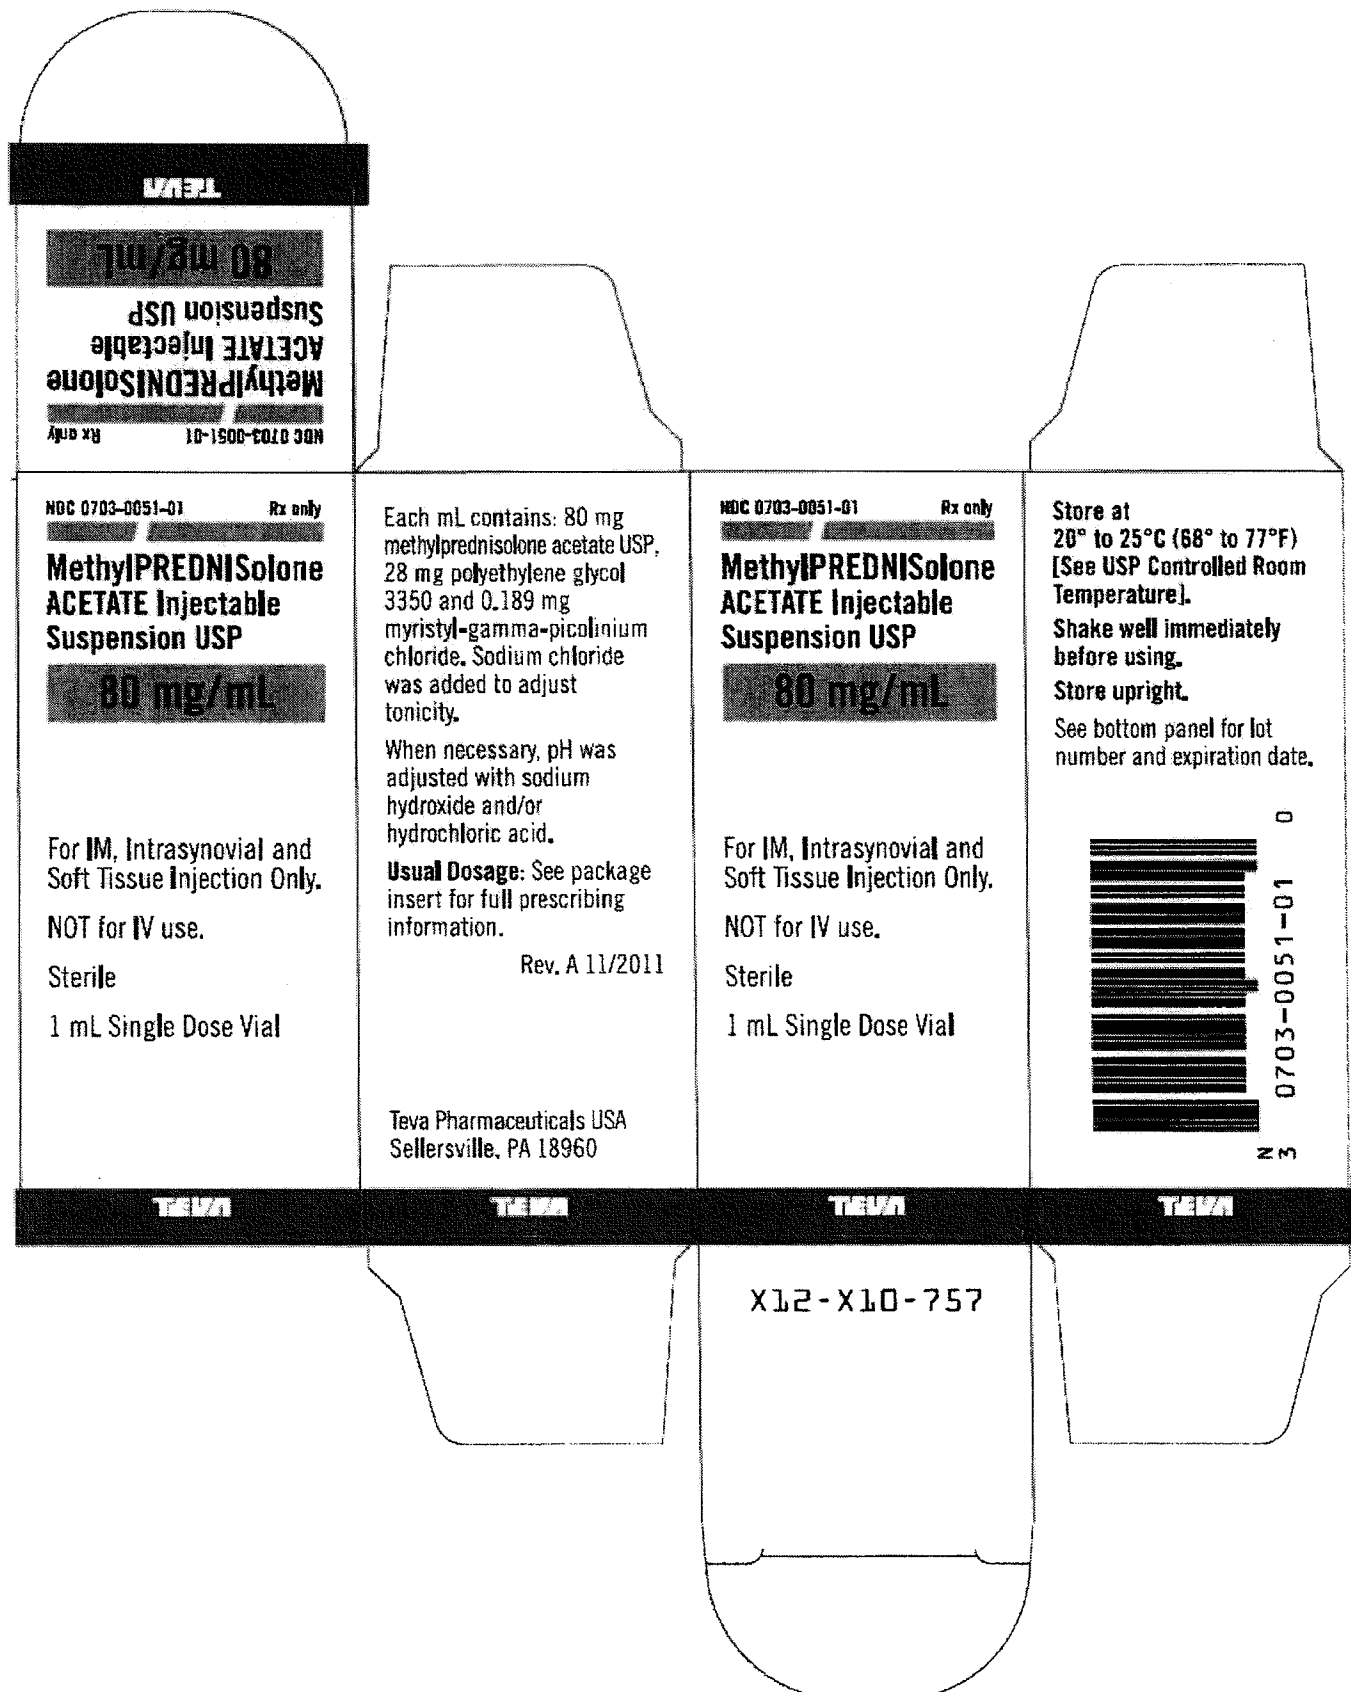 TEVA
80 mg/mL
Suspension USP
ACETATE Injectable
MethylPREDNISolone
NDC 0703-0051-01 Rx only
NDC 0703-0051-01 Rx only
MethylPREDNISolone
ACETATE Injectable
Suspension USP
80 mg/mL
For IM, Intrasynovial and
Soft Tissue Injection Only.
NOT for IV use.
Sterile
1 mL Single Dose Vial
TEVA
Each mL contains: 80 mg
methylprednisolone acetate USP,
28 mg polyethylene glycol
3350 and 0.189 mg
myristyl-gamma-picolinium
chloride. Sodium chloride
was added to adjust
tonicity.
When necessary, pH was
adjusted with sodium
hydroxide and/or
hydrochloric acid.
Usual Dosage: See package
insert for full prescribing
information.
Rev. A 11/2011
Teva Pharmaceuticals USA
Sellersville, PA 18960
TEVA
NDC 0703-0051-01 Rx only
MethylPREDNISolone
ACETATE Injectable
Suspension USP
80 mg/mL
For IM, Intrasynovial and
Soft Tissue Injection Only.
NOT for IV use.
Sterile
1 mL Single Dose Vial
TEVA
X12-X10-757
Store at
20° to 25°C (68° to 77°F)
[See USP Controlled Room
Temperature].
Shake well immediately
before using.
Store upright.
See bottom panel for lot
number and expiration date.
N
3 0703-0051-01 0
TEVA